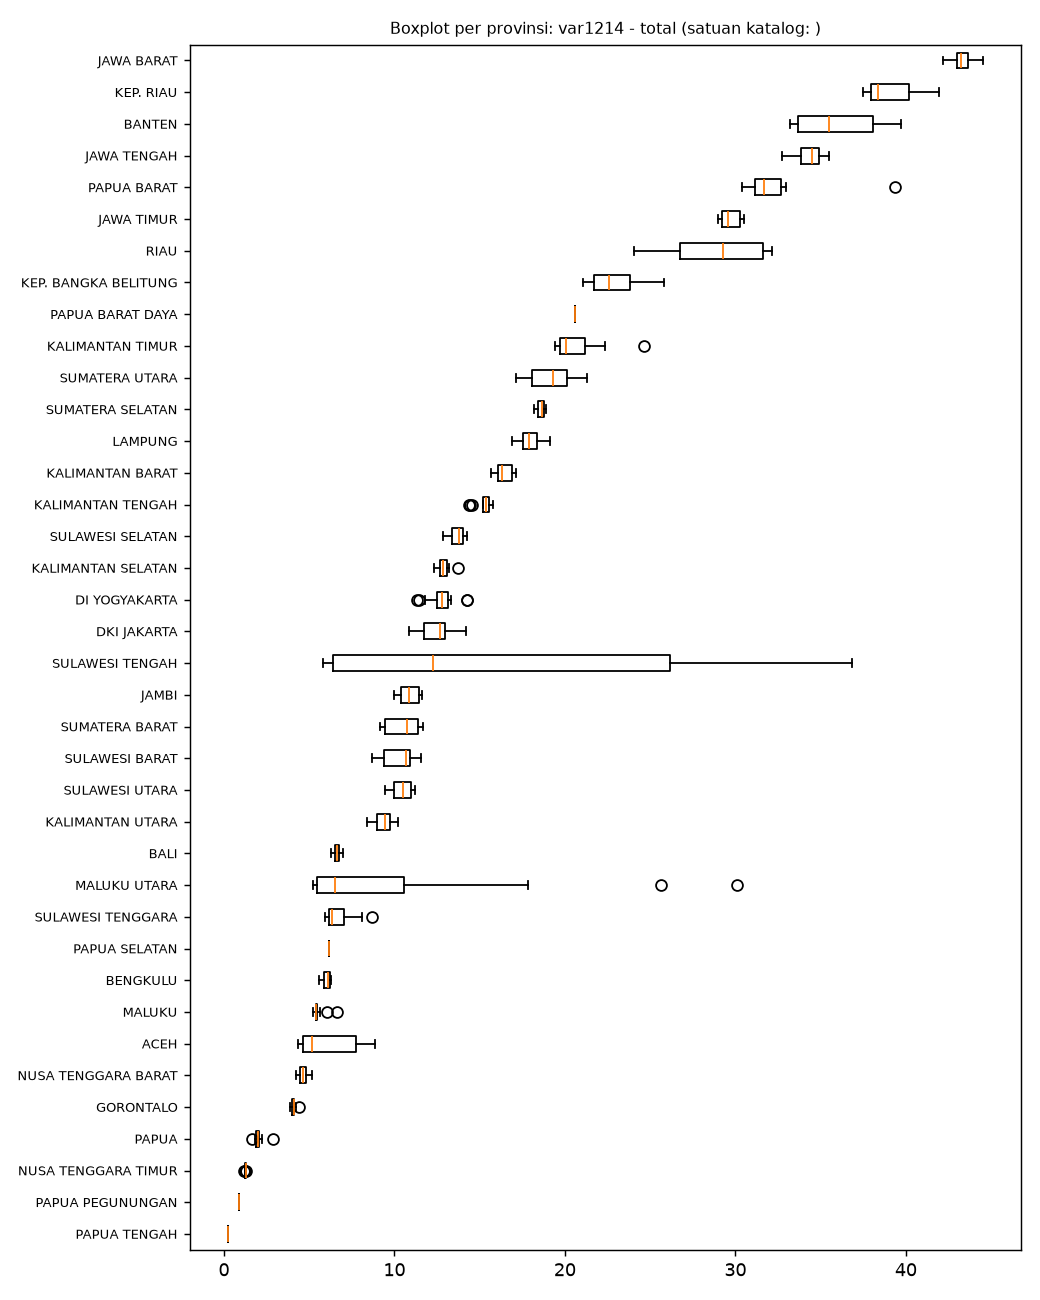 Boxplot per provinsi: var1214 - total (satuan katalog: )
JAWA BARAT
KEP. RIAU
BANTEN
JAWA TENGAH
PAPUA BARAT
JAWA TIMUR
RIAU
KEP. BANGKA BELITUNG
PAPUA BARAT DAYA
KALIMANTAN TIMUR
SUMATERA UTARA
SUMATERA SELATAN
LAMPUNG
KALIMANTAN BARAT
KALIMANTAN TENGAH
SULAWESI SELATAN
KALIMANTAN SELATAN
DI YOGYAKARTA
DKI JAKARTA
SULAWESI TENGAH
JAMBI
SUMATERA BARAT
SULAWESI BARAT
SULAWESI UTARA
KALIMANTAN UTARA
BALI
MALUKU UTARA
SULAWESI TENGGARA
PAPUA SELATAN
BENGKULU
MALUKU
ACEH
NUSA TENGGARA BARAT
GORONTALO
PAPUA
NUSA TENGGARA TIMUR
PAPUA PEGUNUNGAN
PAPUA TENGAH
0 10 20 30 40